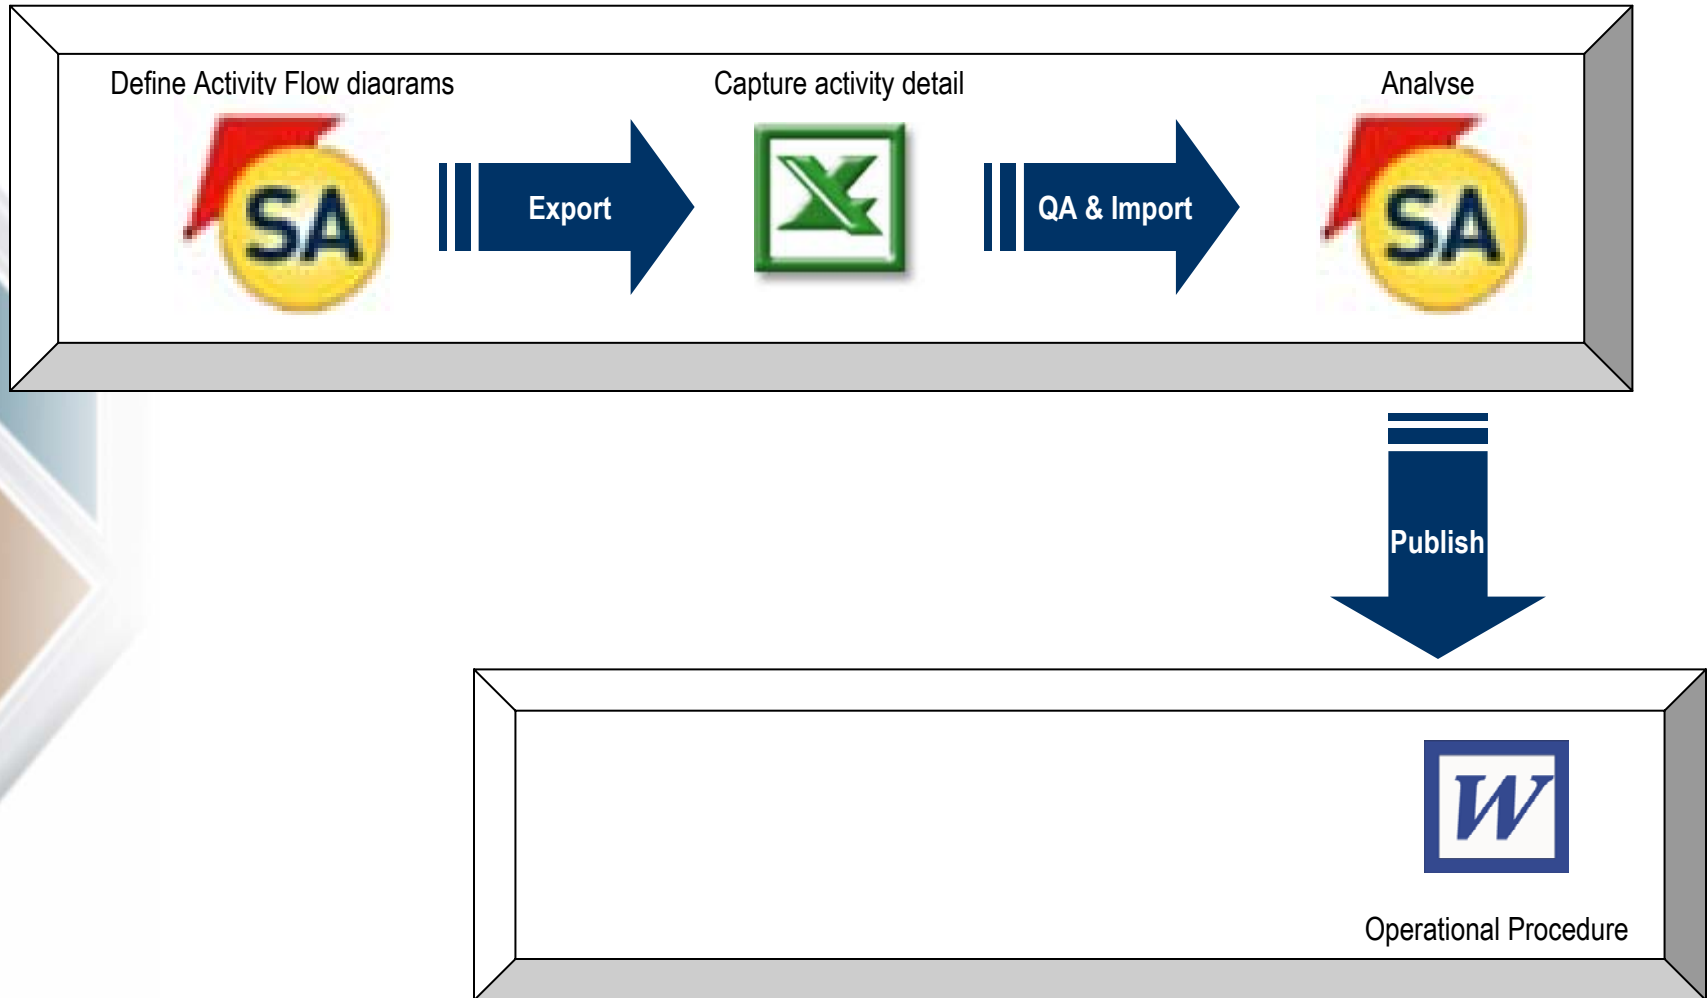 Define Activity Flow diagrams
Capture activity detail
Analyse
SA
Export
QA & Import
SA
Publish
W
Operational Procedure